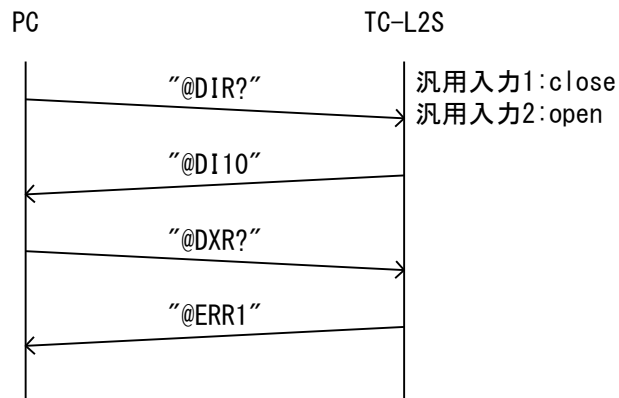 PC
TC-L2S
"@DIR?"
汎用入力1:close
汎用入力2:open
"@DI10"
"@DXR?"
"@ERR1"